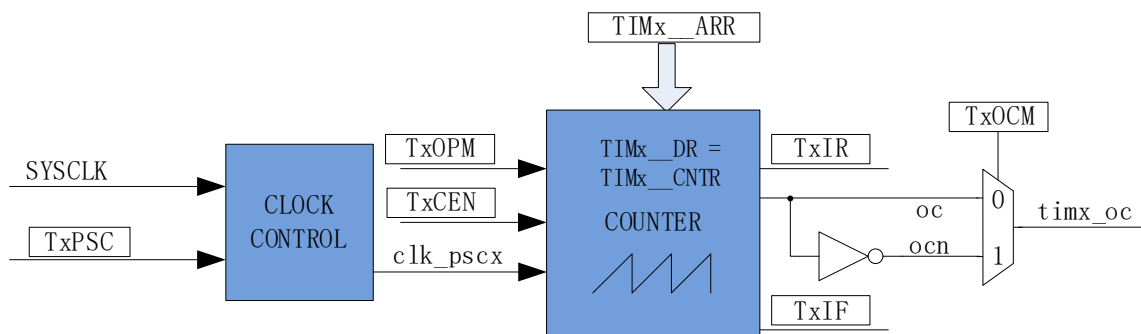 TIMx__ARR
TxOCM
TxOPM
TIMx__DR =
TIMx__CNTR
TxIR
SYSCLK
CLOCK
CONTROL
TxCEN
COUNTER
oc
0
timx_oc
TxPSC
clk_pscx
ocn
1
TxIF